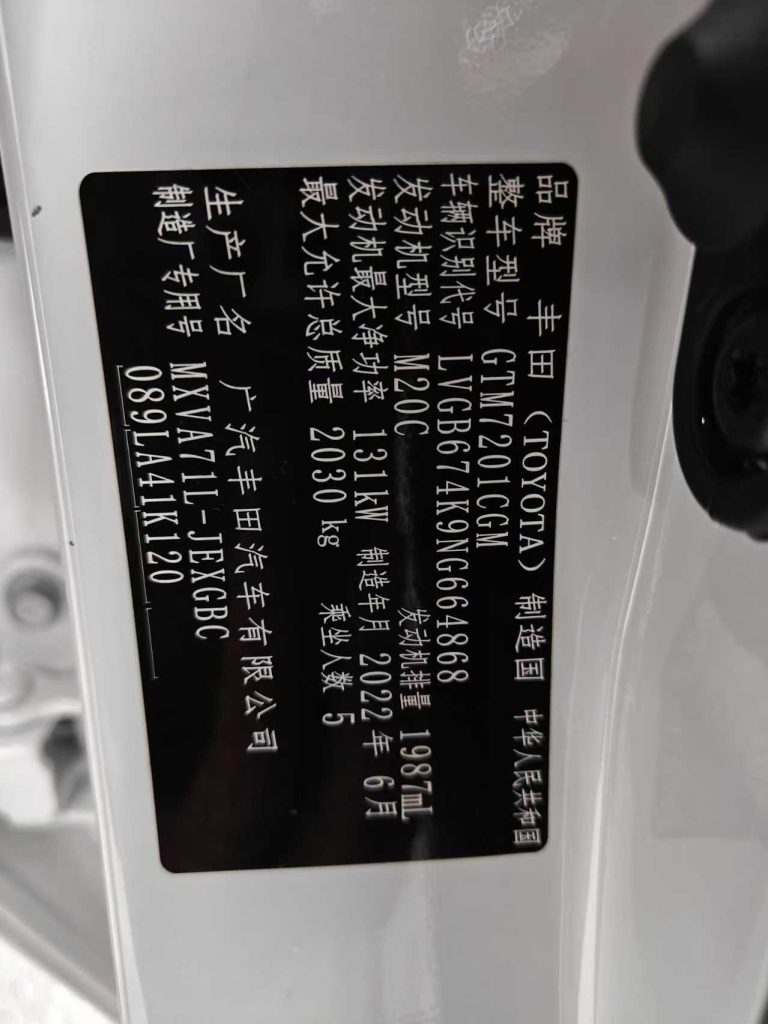 品牌 丰田 (TOYOTA) 制造国 中华人民共和国
整车型号 GTM7201CGM
车辆识别代号 LVGB674K9NG664868
发动机型号 M20C 发动机排量 1987mL
发动机最大净功率 131kW 制造年月 2022年6月
最大允许总质量 2030kg 乘坐人数 5
生产厂名 广汽丰田汽车有限公司
制造厂专用号 MXVA71L-JEXGBC
089LA41K120